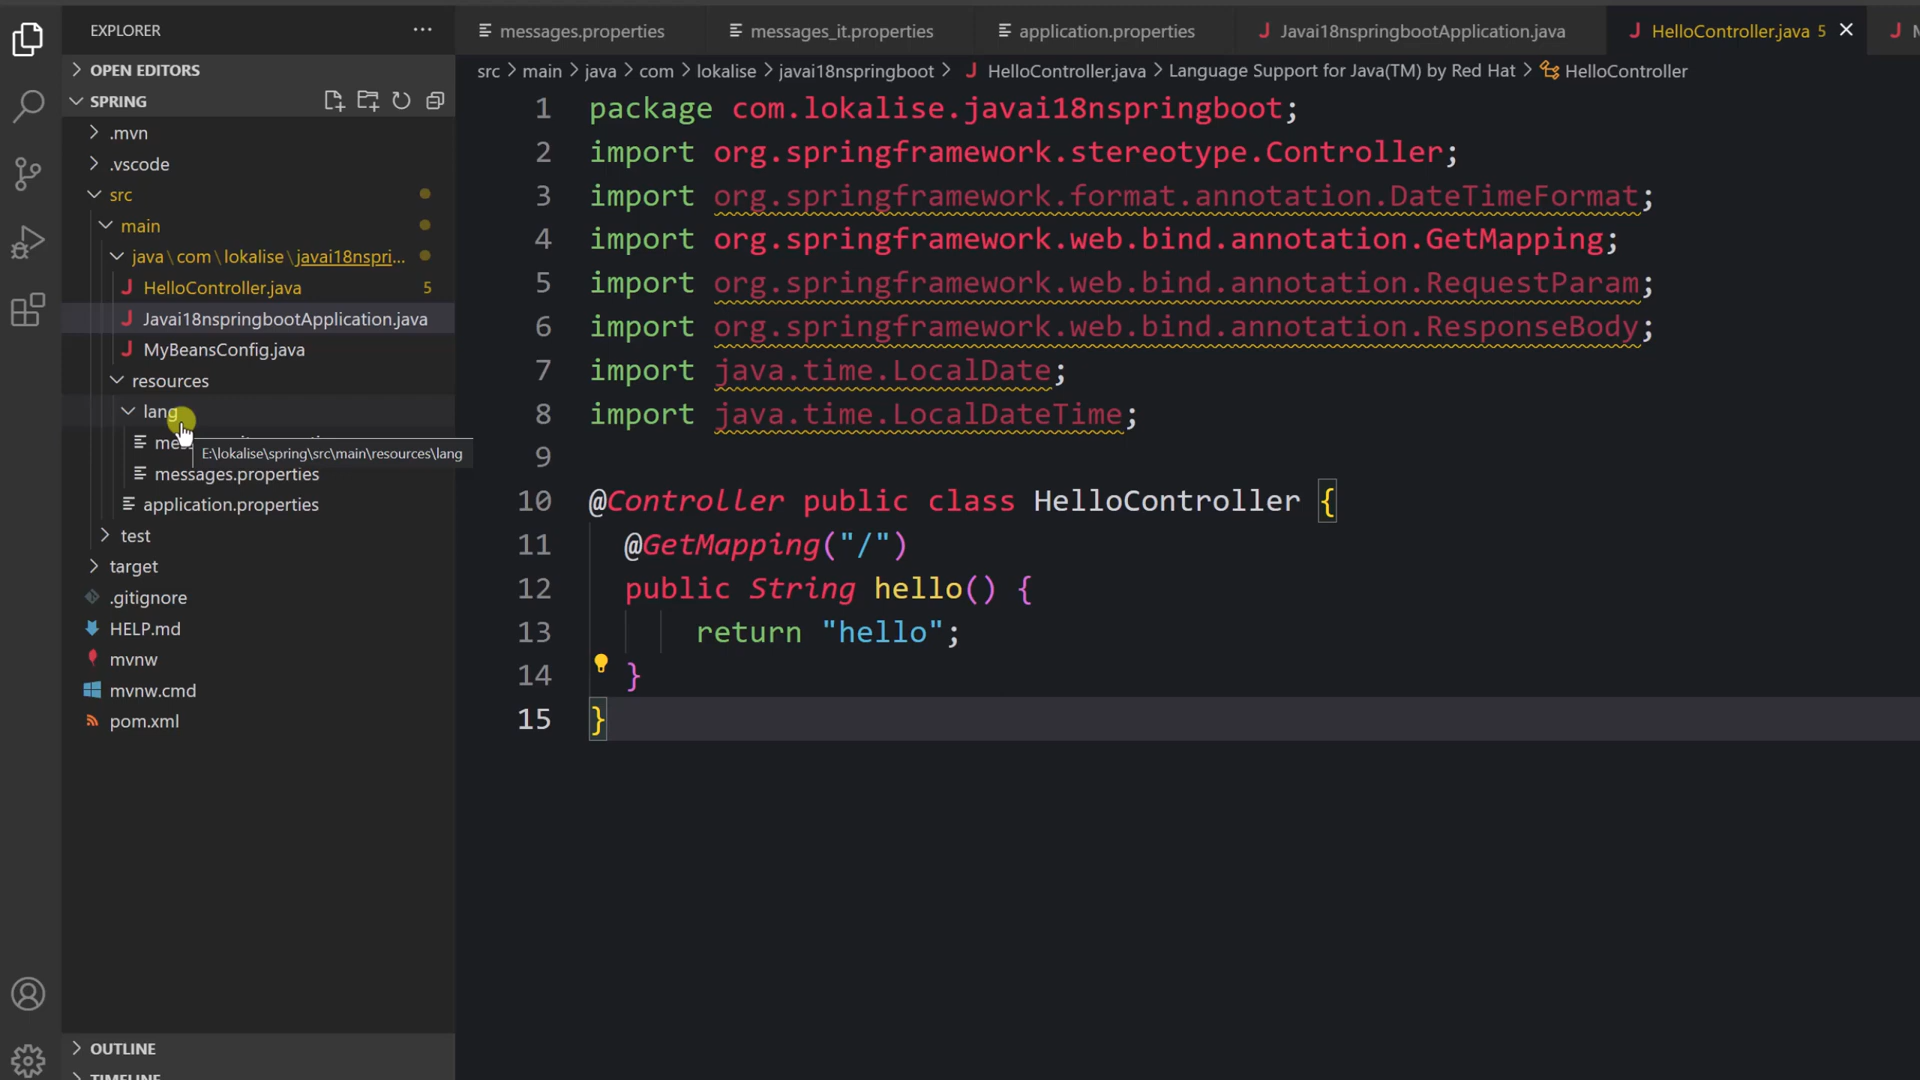 EXPLORER
OPEN EDITORS
SPRING
.mvn
.vscode
src
main
java\com\lokalise\javai18nspri...
HelloController.java 5
Javai18nspringbootApplication.java
MyBeansConfig.java
resources
lang
E:\lokalise\spring\src\main\resources\lang
messages.properties
application.properties
test
target
.gitignore
HELP.md
mvnw
mvnw.cmd
pom.xml
OUTLINE
TIMELINE
messages.properties messages_it.properties application.properties Javai18nspringbootApplication.java HelloController.java 5
src > main > java > com > lokalise > javai18nspringboot > HelloController.java > Language Support for Java(TM) by Red Hat > HelloController
1 package com.lokalise.javai18nspringboot;
2 import org.springframework.stereotype.Controller;
3 import org.springframework.format.annotation.DateTimeFormat;
4 import org.springframework.web.bind.annotation.GetMapping;
5 import org.springframework.web.bind.annotation.RequestParam;
6 import org.springframework.web.bind.annotation.ResponseBody;
7 import java.time.LocalDate;
8 import java.time.LocalDateTime;
9
10 @Controller public class HelloController {
11 @GetMapping("/")
12 public String hello() {
13 return "hello";
14 }
15 }